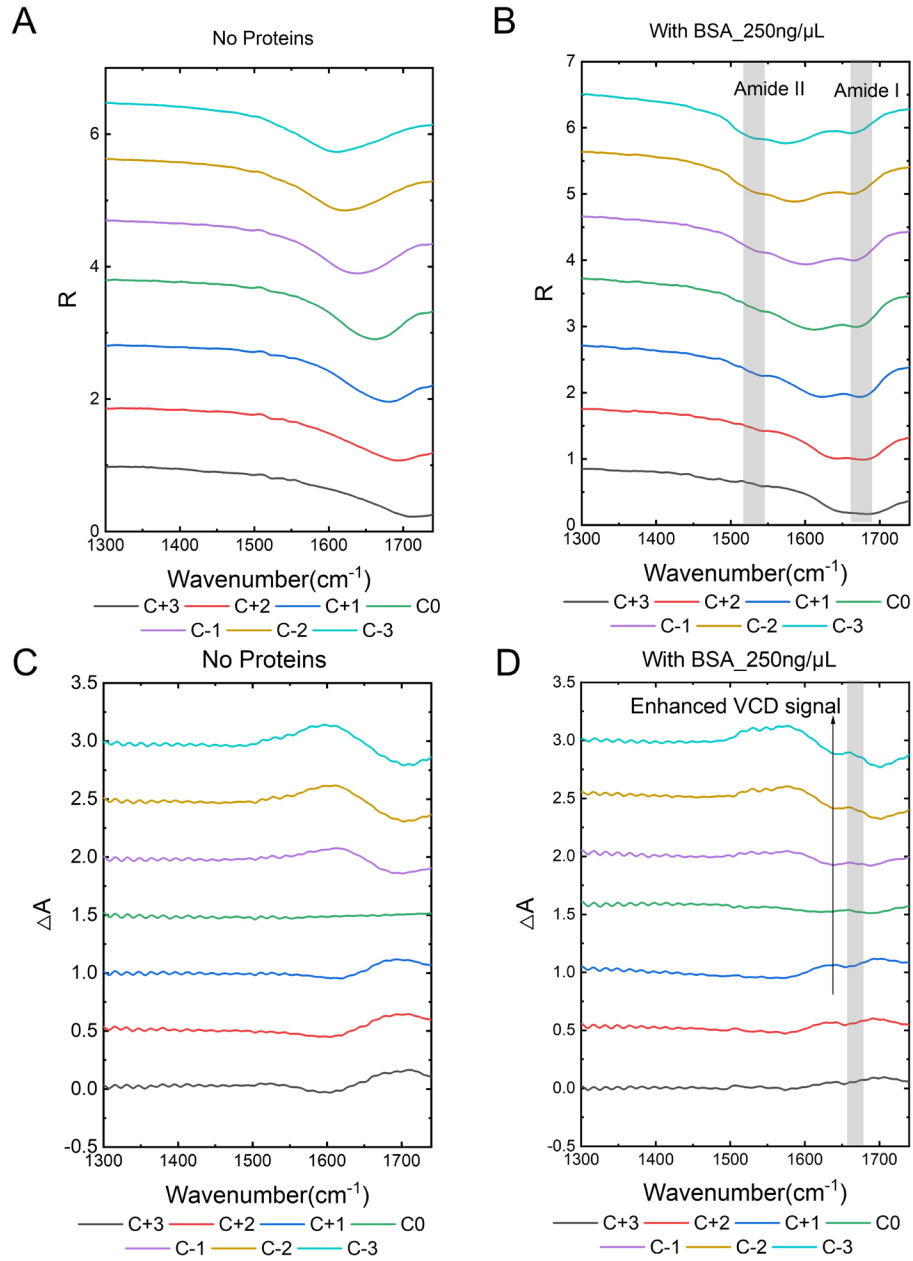 A
No Proteins
R
6
4
2
0
1300 1400 1500 1600 1700
Wavenumber(cm⁻¹)
C+3 C+2 C+1 C0
C-1 C-2 C-3
B
With BSA_250ng/μL
Amide II Amide I
R
7
6
5
4
3
2
1
0
1300 1400 1500 1600 1700
Wavenumber(cm⁻¹)
C+3 C+2 C+1 C0
C-1 C-2 C-3
C
No Proteins
△A
3.5
3.0
2.5
2.0
1.5
1.0
0.5
0.0
-0.5
1300 1400 1500 1600 1700
Wavenumber(cm⁻¹)
C+3 C+2 C+1 C0
C-1 C-2 C-3
D
With BSA_250ng/μL
Enhanced VCD signal
△A
3.5
3.0
2.5
2.0
1.5
1.0
0.5
0.0
-0.5
1300 1400 1500 1600 1700
Wavenumber(cm⁻¹)
C+3 C+2 C+1 C0
C-1 C-2 C-3